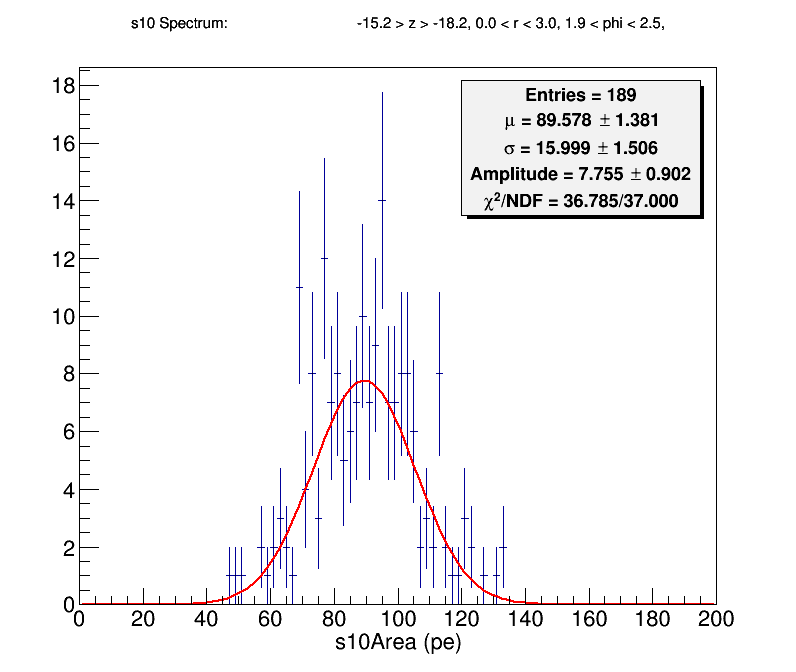 s10 Spectrum: -15.2 > z > -18.2, 0.0 < r < 3.0, 1.9 < phi < 2.5,
Entries = 189
μ = 89.578 ± 1.381
σ = 15.999 ± 1.506
Amplitude = 7.755 ± 0.902
χ²/NDF = 36.785/37.000
18
16
14
12
10
8
6
4
2
0
0 20 40 60 80 100 120 140 160 180 200
s10Area (pe)